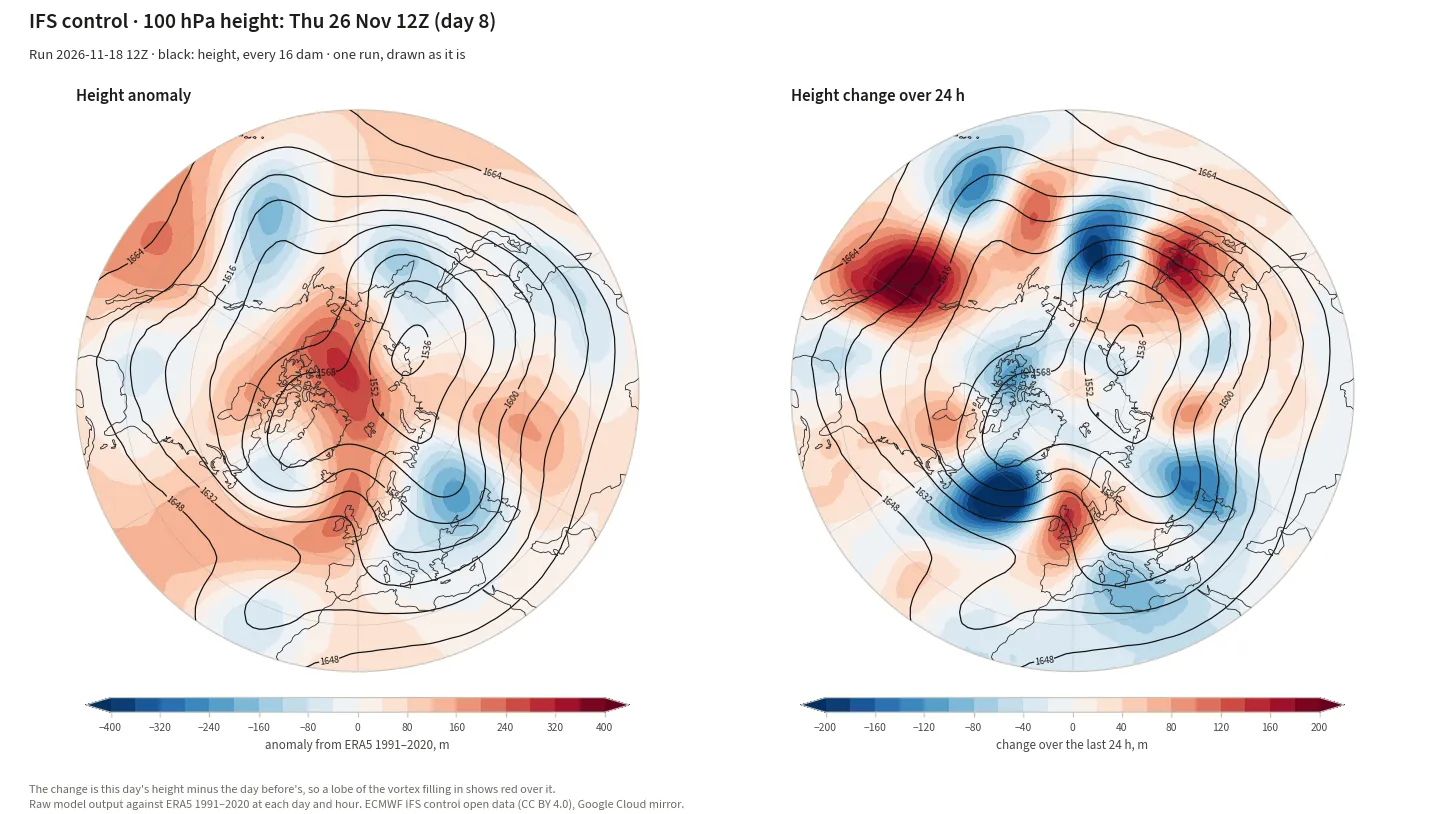 IFS control · 100 hPa height: Thu 26 Nov 12Z (day 8)
Run 2026-11-18 12Z · black: height, every 16 dam · one run, drawn as it is
Height anomaly
Height change over 24 h
1664
1664
1616
1536
1568
1552
1600
1632
1648
1648
1664
1664
1616
1536
1568
1552
1600
1632
1648
1648
−400 −320 −240 −160 −80 0 80 160 240 320 400
anomaly from ERA5 1991–2020, m
−200 −160 −120 −80 −40 0 40 80 120 160 200
change over the last 24 h, m
The change is this day's height minus the day before's, so a lobe of the vortex filling in shows red over it.
Raw model output against ERA5 1991–2020 at each day and hour. ECMWF IFS control open data (CC BY 4.0), Google Cloud mirror.